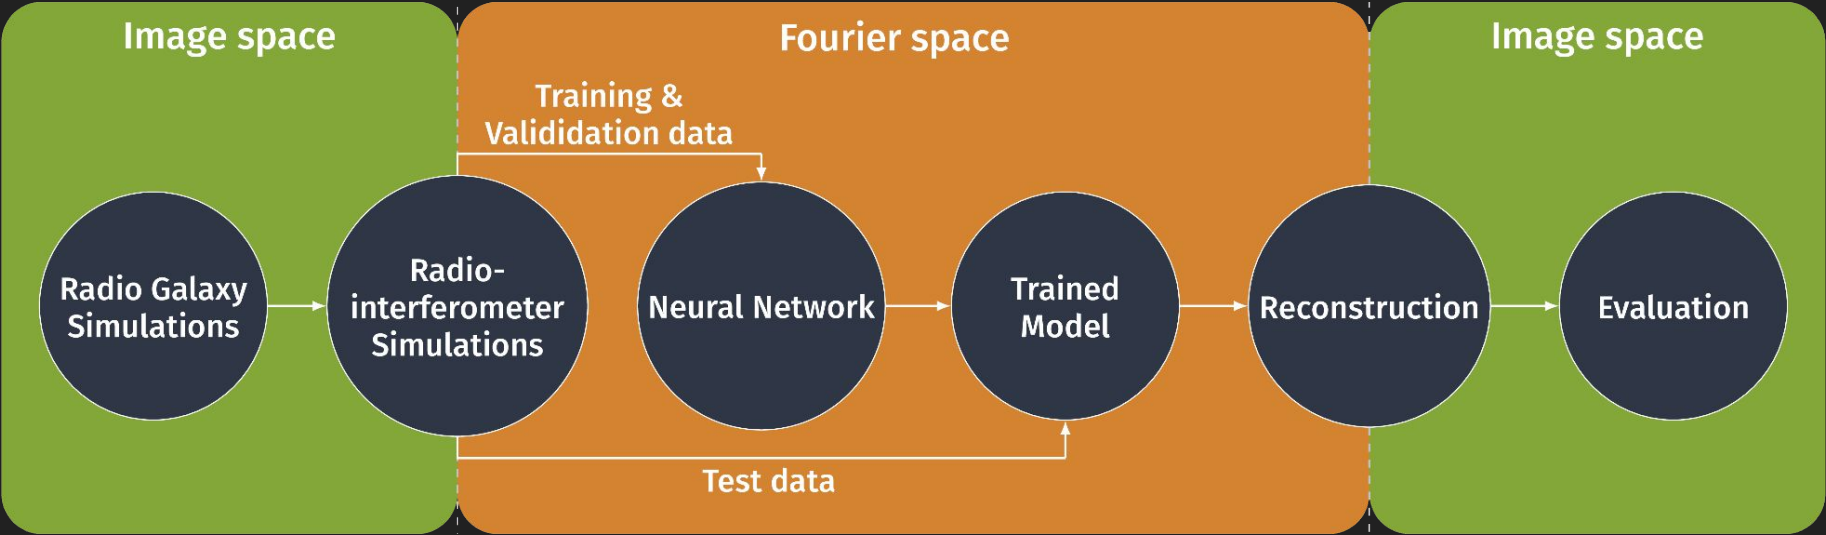 Image space
Fourier space
Image space
Training &
Valididation data
Radio Galaxy
Simulations
Radio-
interferometer
Simulations
Neural Network
Trained
Model
Reconstruction
Evaluation
Test data